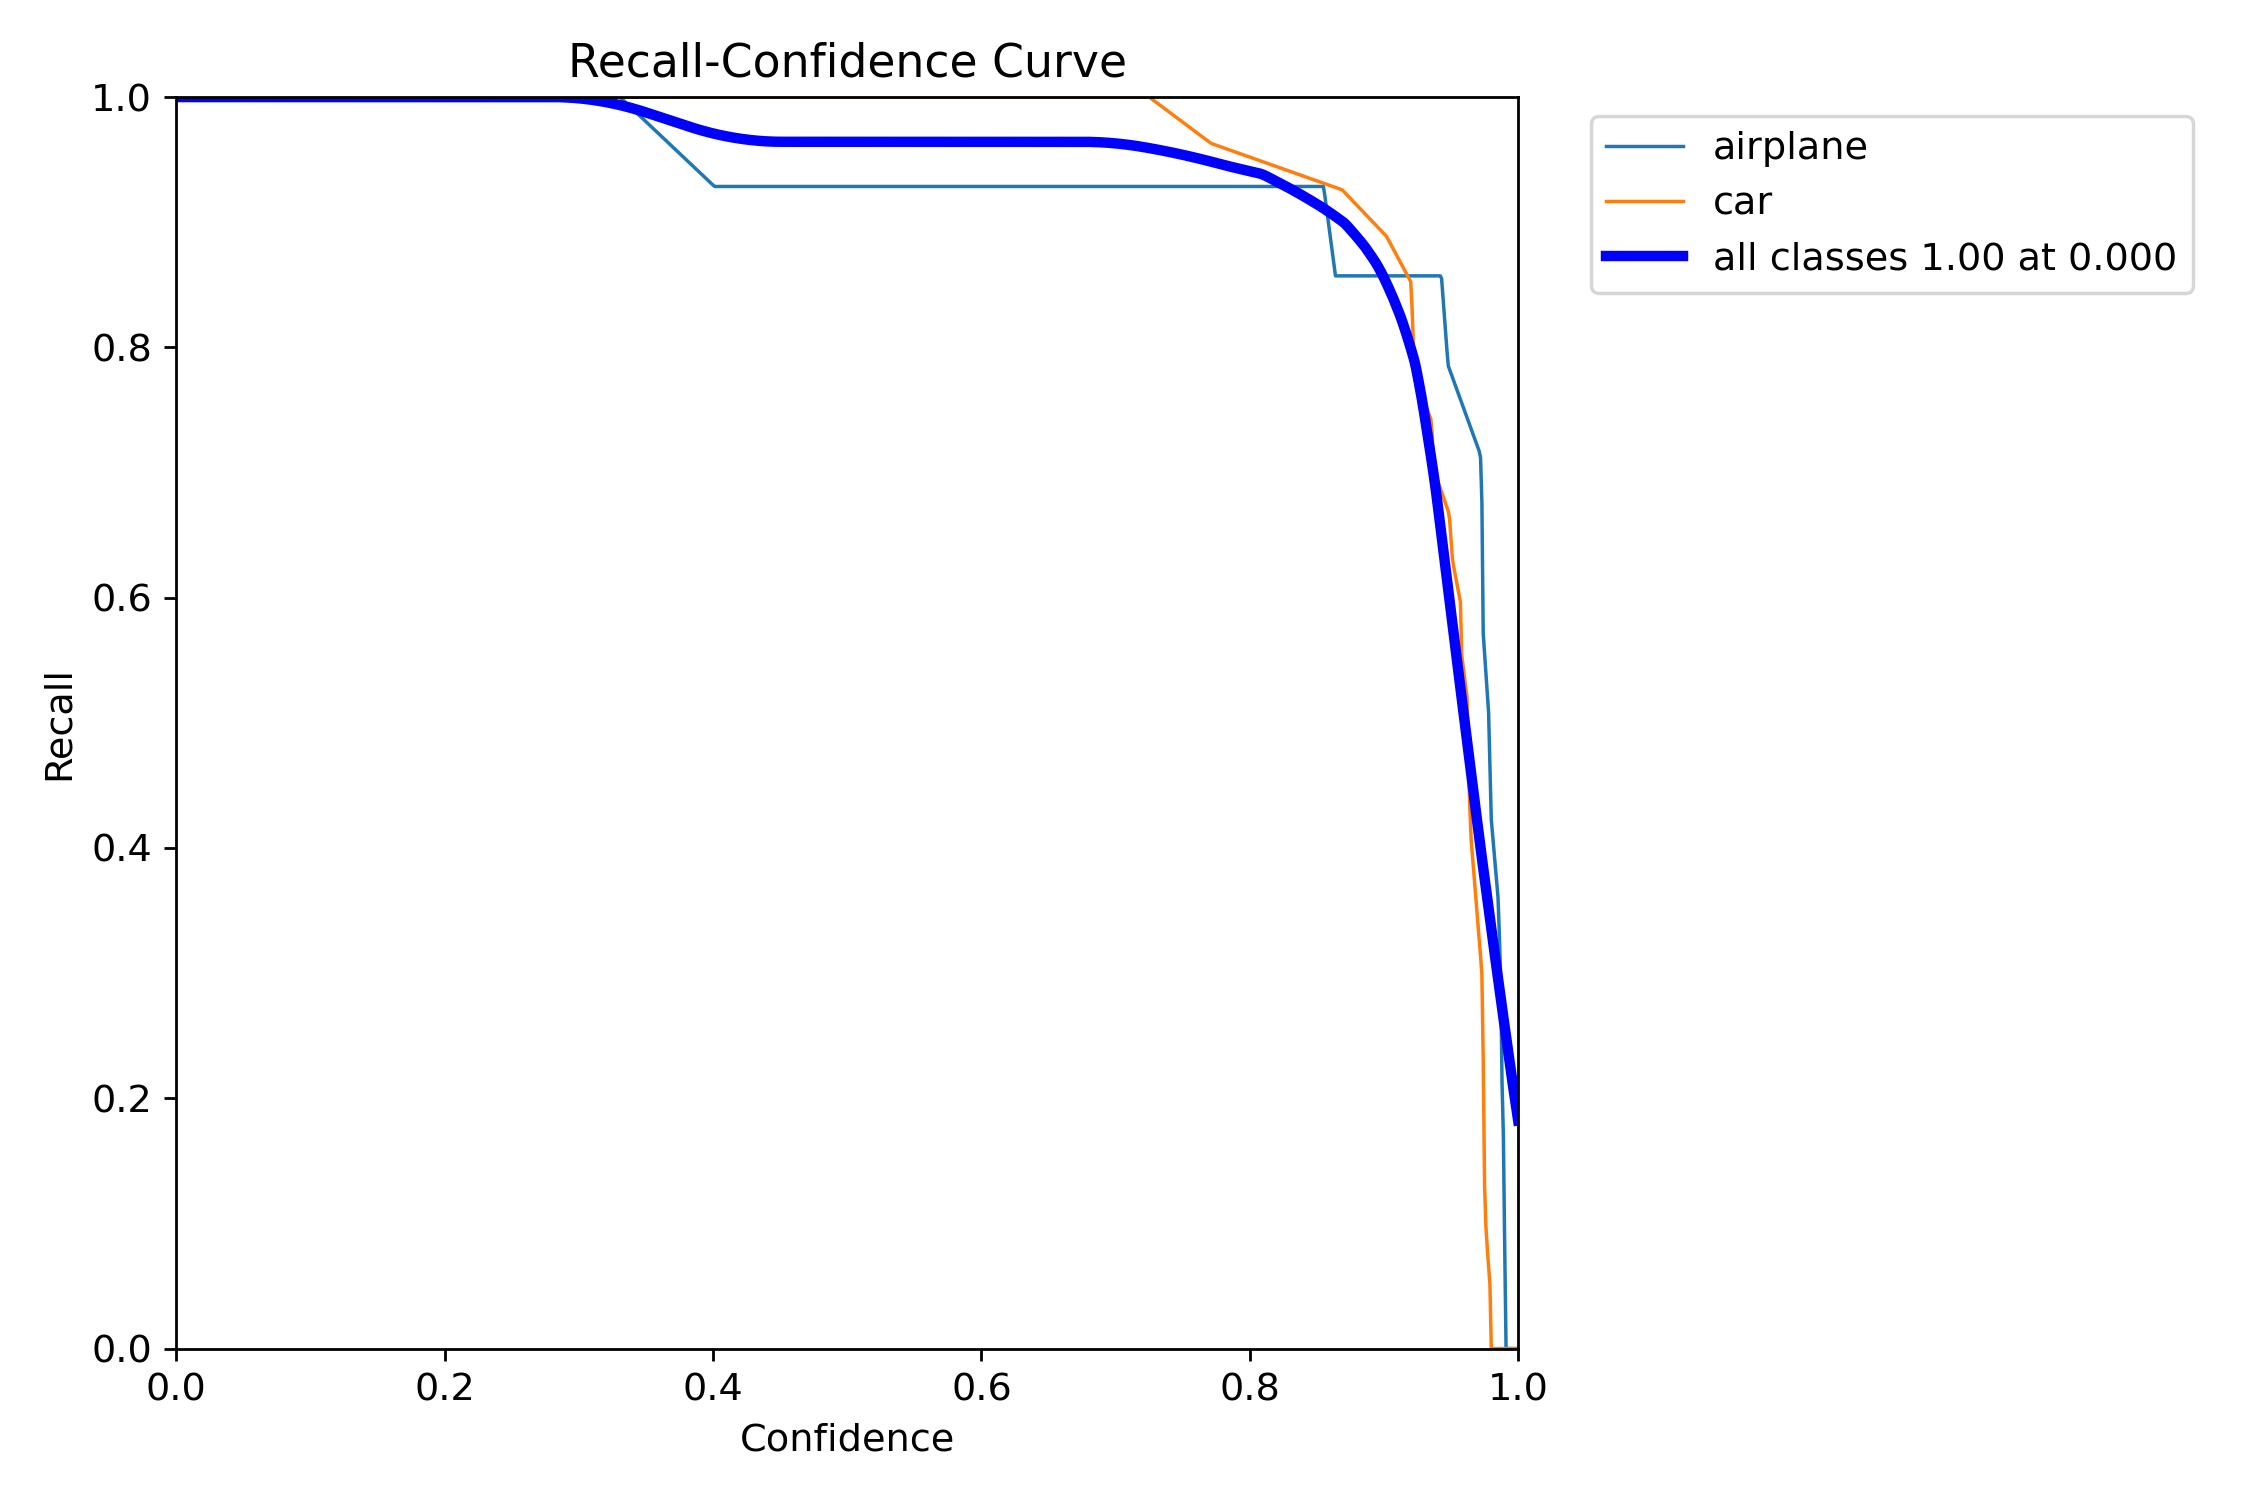 Recall-Confidence Curve
1.0
0.8
0.6
0.4
0.2
0.0
Recall
0.0 0.2 0.4 0.6 0.8 1.0
Confidence
airplane
car
all classes 1.00 at 0.000